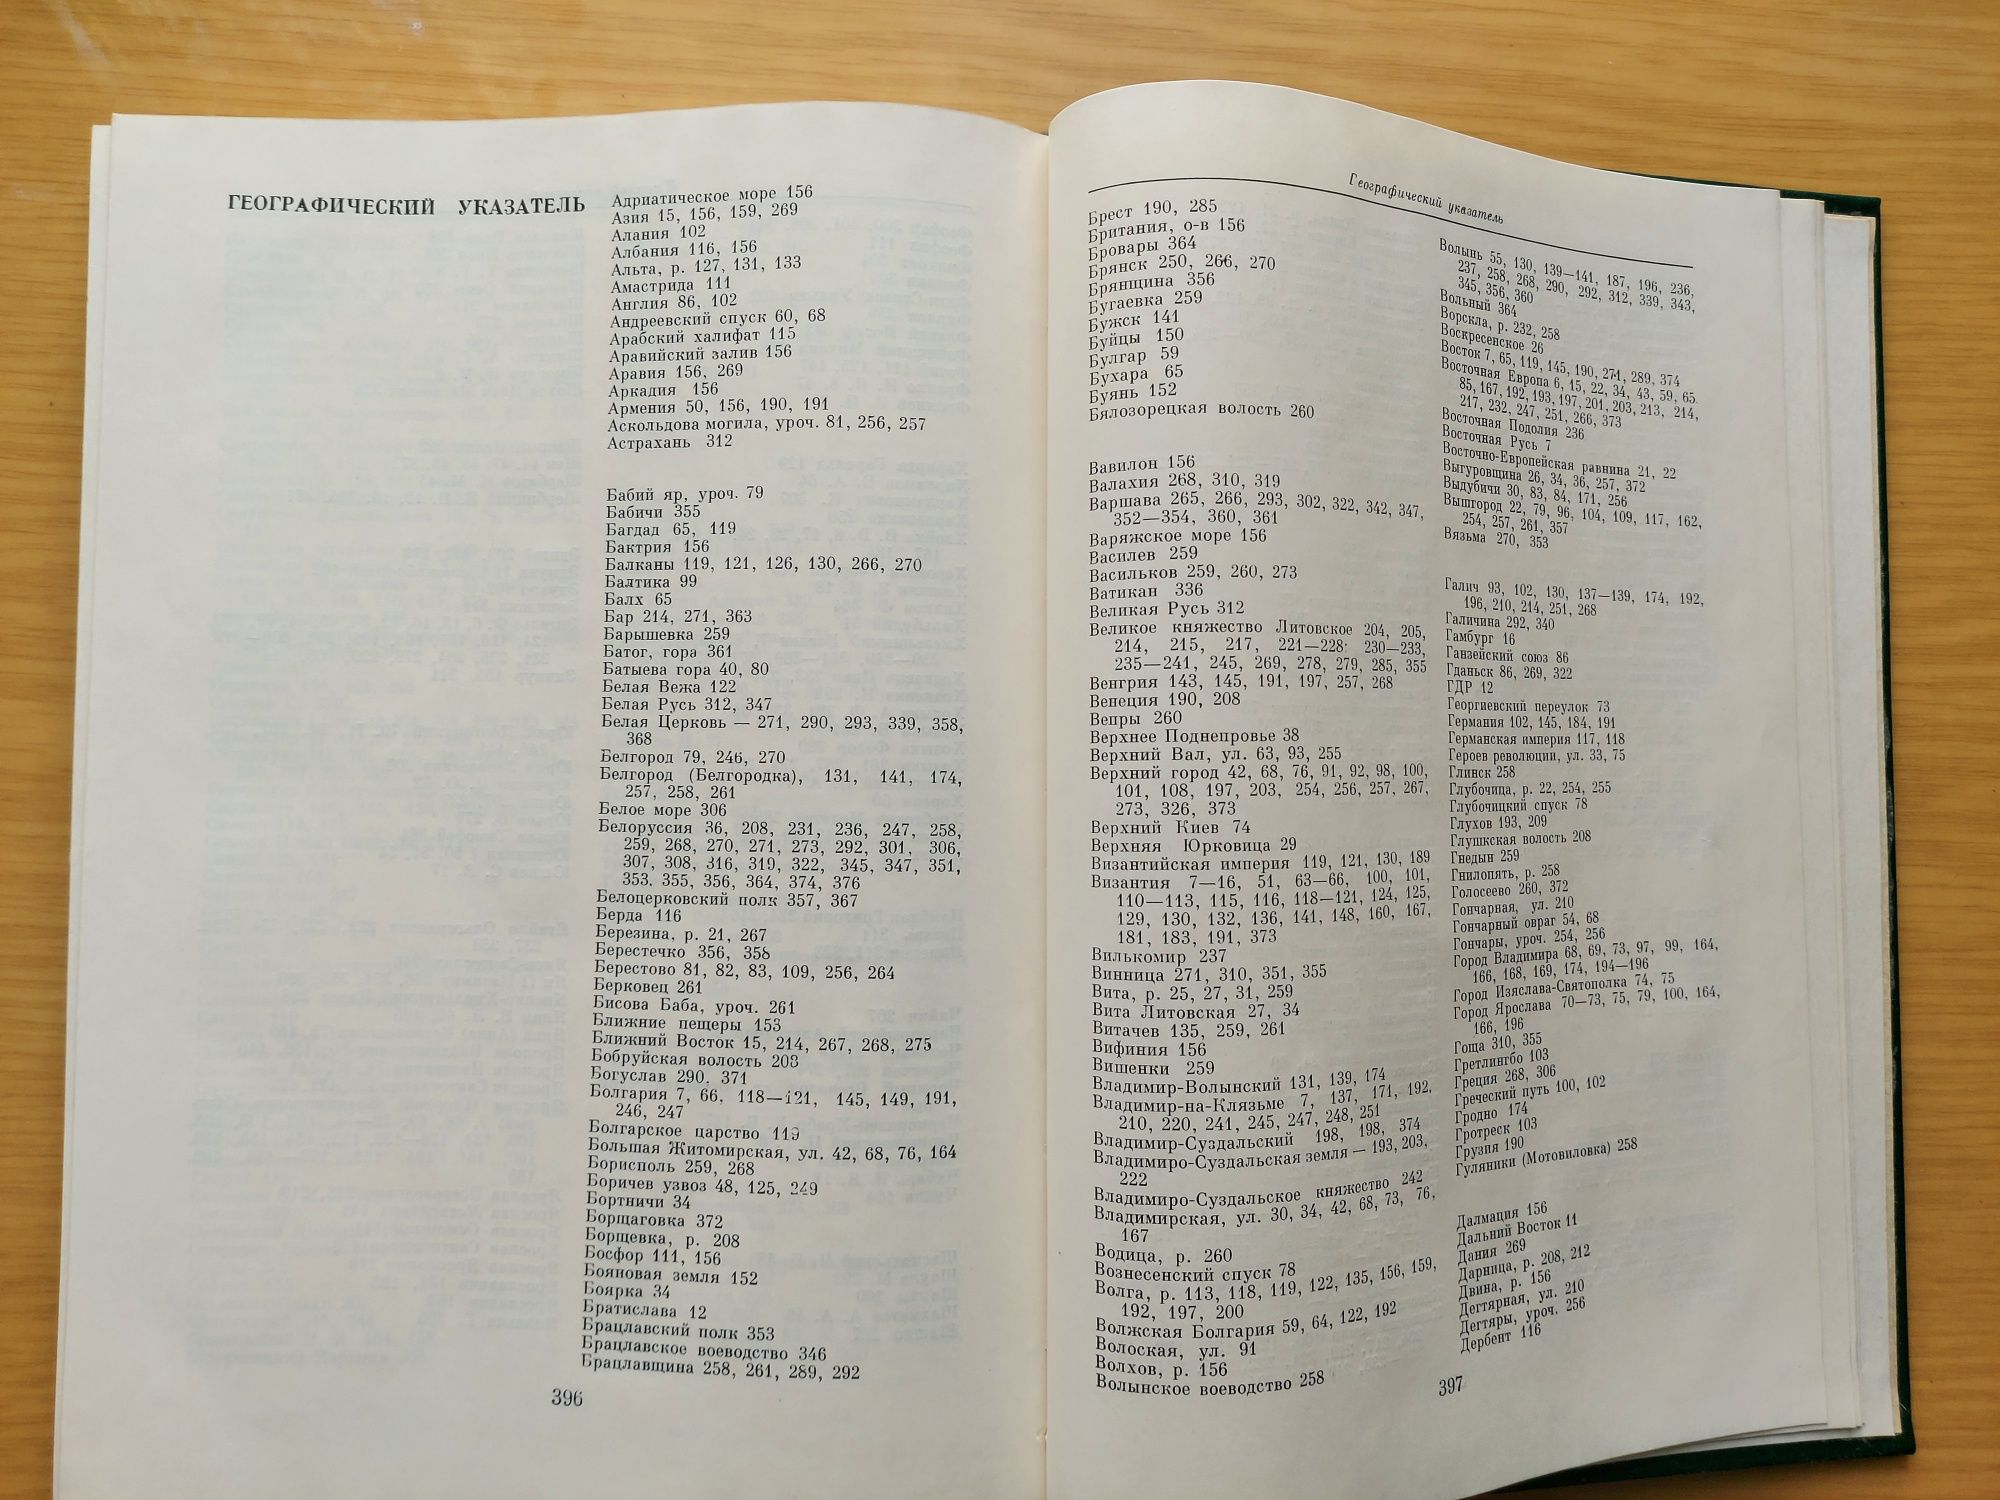 ГЕОГРАФИЧЕСКИЙ УКАЗАТЕЛЬ
Адриатическое море 156
Азия 15, 156, 159, 269
Алания 102
Албания 116, 156
Альта, р. 127, 131, 133
Амастрида 111
Англия 86, 102
Андреевский спуск 60, 68
Арабский халифат 115
Аравийский залив 156
Аравия 156, 269
Аркадия 156
Армения 50, 156, 190, 191
Аскольдова могила, уроч. 81, 256, 257
Астрахань 312
Бабий яр, уроч. 79
Бабичи 355
Багдад 65, 119
Бактрия 156
Балканы 119, 121, 126, 130, 266, 270
Балтика 99
Балх 65
Бар 214, 271, 363
Барышевка 259
Батог, гора 361
Батыева гора 40, 80
Белая Вежа 122
Белая Русь 312, 347
Белая Церковь — 271, 290, 293, 339, 358,
368
Белгород 79, 246, 270
Белгород (Белгородка), 131, 141, 174,
257, 258, 261
Белое море 306
Белоруссия 36, 208, 231, 236, 247, 258,
259, 268, 270, 271, 273, 292, 301, 306,
307, 308, 316, 319, 322, 345, 347, 351,
353. 355, 356, 364, 374, 376
Белоцерковский полк 357, 367
Берда 116
Березина, р. 21, 267
Берестечко 356, 358
Берестово 81, 82, 83, 109, 256, 264
Берковец 261
Бисова Баба, уроч. 261
Ближние пещеры 153
Ближний Восток 15, 214, 267, 268, 275
Бобруйская волость 208
Богуслав 290. 371
Болгария 7, 66. 118—121, 145, 149, 191,
246, 247
Болгарское царство 119
Большая Житомирская, ул. 42, 68, 76, 164
Борисполь 259, 268
Боричев узвоз 48, 125, 249
Бортничи 34
Борщаговка 372
Борщевка, р. 208
Босфор 111, 156
Бояновая земля 152
Боярка 34
Братислава 12
Брацлавский полк 353
Брацлавское воеводство 346
Брацлавщина 258, 261, 289, 292
396
Географический указатель
Брест 190, 285
Британия, о-в 156
Бровары 364
Брянск 250, 266, 270
Брянщина 356
Бугаевка 259
Бужск 141
Буйцы 150
Булгар 59
Бухара 65
Буянь 152
Бялозорецкая волость 260
Вавилон 156
Валахия 268, 310, 319
Варшава 265, 266, 293, 302, 322, 342, 347,
352—354, 360, 361
Варяжское море 156
Василев 259
Васильков 259, 260, 273
Ватикан 336
Великая Русь 312
Великое княжество Литовское 204, 205,
214, 215, 217, 221—228; 230—233,
235—241, 245, 269, 278, 279, 285, 355
Венгрия 143, 145, 191, 197, 257, 268
Венеция 190, 208
Вепры 260
Верхнее Поднепровье 38
Верхний Вал, ул. 63, 93, 255
Верхний город 42, 68, 76, 91, 92, 98, 100,
101, 108, 197, 203, 254, 256, 257, 267,
273, 326, 373
Верхний Киев 74
Верхняя Юрковица 29
Византийская империя 119, 121, 130, 189
Византия 7—16, 51, 63—66, 100, 101,
110—113, 115, 116, 118—121, 124, 125,
129, 130, 132, 136, 141, 148, 160, 167,
181, 183, 191, 373
Вилькомир 237
Винница 271, 310, 351, 355
Вита, р. 25, 27, 31, 259
Вита Литовская 27, 34
Витачев 135, 259, 261
Вифиния 156
Вишенки 259
Владимир-Волынский 131, 139, 174
Владимир-на-Клязьме 7, 137, 171, 192,
210, 220, 241, 245, 247, 248, 251
Владимир-Суздальский 198, 198, 374
Владимиро-Суздальская земля — 193, 203,
222
Владимиро-Суздальское княжество 242
Владимирская, ул. 30, 34, 42, 68, 73, 76,
167
Водица, р. 260
Вознесенский спуск 78
Волга, р. 113, 118, 119, 122, 135, 156, 159,
192, 197, 200
Волжская Болгария 59, 64, 122, 192
Волоская, ул. 91
Волхов, р. 156
Волынское воеводство 258
Волынь 55, 130, 139—141, 187, 196, 236,
237, 258, 268, 290, 292, 312, 339, 343,
345, 356, 360
Вольный 364
Ворскла, р. 232, 258
Воскресенское 26
Восток 7, 65, 119, 145, 190, 271, 289, 374
Восточная Европа 6, 15, 22, 34, 43, 59, 65.
85, 167, 192, 193, 197, 201, 203, 213, 214,
217, 232, 247, 251, 266, 373
Восточная Подолия 236
Восточная Русь 7
Восточно-Европейская равнина 21, 22
Выгуровщина 26, 34, 36, 257, 372
Выдубичи 30, 83, 84, 171, 256
Вышгород 22, 79, 96, 104, 109, 117, 162,
254, 257, 261, 357
Вязьма 270, 353
Галич 93, 102, 130, 137—139, 174, 192,
196, 210, 214, 251, 268
Галичина 292, 340
Гамбург 16
Ганзейский союз 86
Гданьск 86, 269, 322
ГДР 12
Георгиевский переулок 73
Германия 102, 145, 184, 191
Германская империя 117, 118
Героев революции, ул. 33, 75
Глинск 258
Глубочица, р. 22, 254, 255
Глубочицкий спуск 78
Глухов 193, 209
Глушкская волость 208
Гнедын 259
Гнилопять, р. 258
Голосеево 260, 372
Гончарная, ул. 210
Гончарный овраг 54, 68
Гончары, уроч. 254, 256
Город Владимира 68, 69, 73, 97, 99, 164,
166, 168, 169, 174, 194—196
Город Изяслава-Святополка 74, 75
Город Ярослава 70—73, 75, 79, 100, 164,
166, 196
Гоща 310, 355
Гретлингбо 103
Греция 268, 306
Греческий путь 100, 102
Гродно 174
Гротреск 103
Грузия 190
Гуляники (Мотовиловка) 258
Далмация 156
Дальний Восток 11
Дания 269
Дарница, р. 208, 212
Двина, р. 156
Дегтярная, ул. 210
Дегтяры, уроч. 256
Дербент 116
397